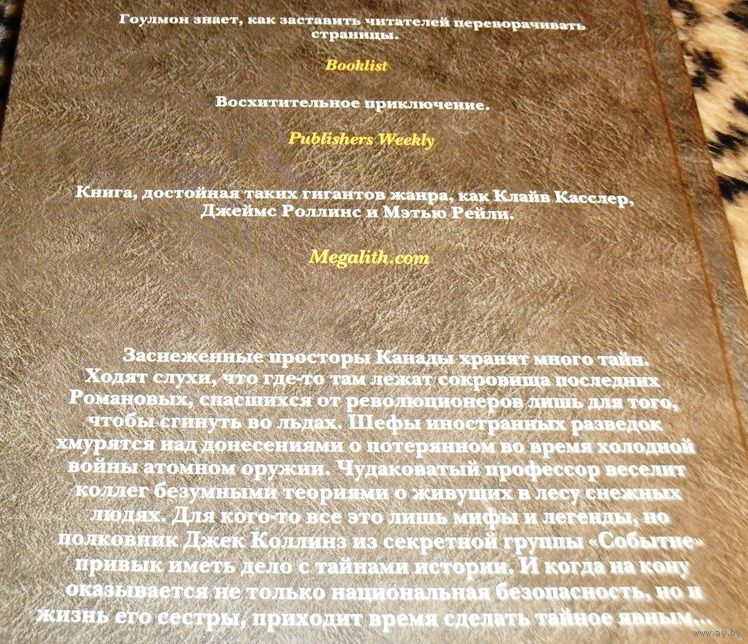 Гоулмон знает, как заставить читателей переворачивать
страницы.
Booklist
Восхитительное приключение.
Publishers Weekly
Книга, достойная таких гигантов жанра, как Клайв Касслер,
Джеймс Роллинс и Мэтью Рейли.
Megalith.com
Заснеженные просторы Канады хранят много тайн.
Ходят слухи, что где-то там лежат сокровища последних
Романовых, спасшихся от революционеров лишь для того,
чтобы сгинуть во льдах. Шефы иностранных разведок
хмурятся над донесениями о потерянном во время холодной
войны атомном оружии. Чудаковатый профессор веселит
коллег безумными теориями о живущих в лесу снежных
людях. Для кого-то все это лишь мифы и легенды, но
полковник Джек Коллинз из секретной группы «Событие»
привык иметь дело с тайнами истории. И когда на кону
оказывается не только национальная безопасность, но и
жизнь его сестры, приходит время сделать тайное явным...
www.ay.by